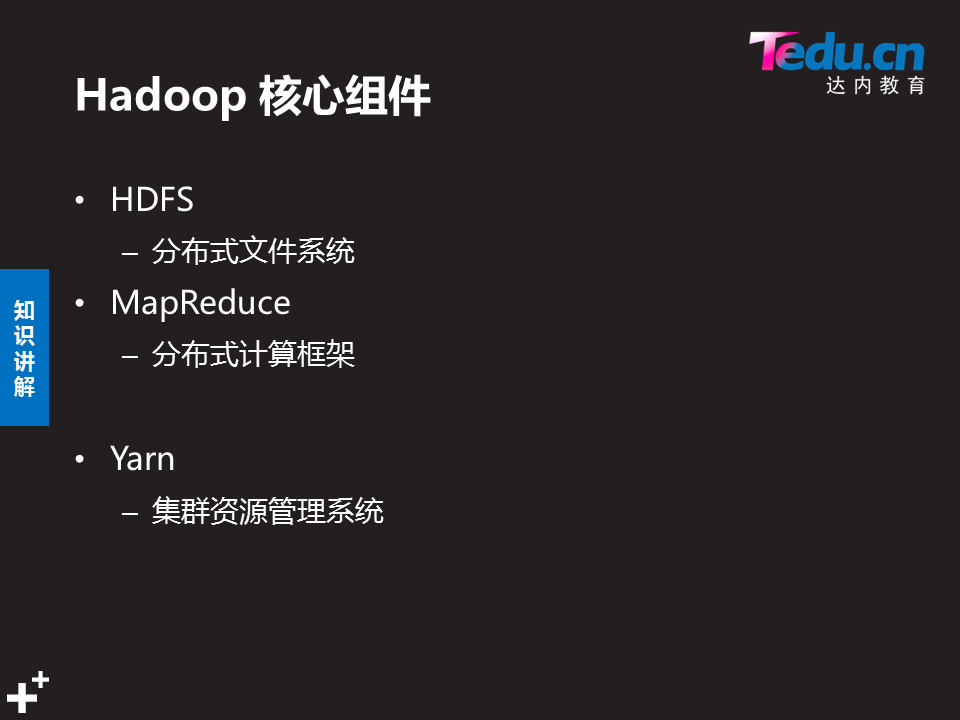 Tedu.cn
达内教育
Hadoop 核心组件
• HDFS
– 分布式文件系统
• MapReduce
– 分布式计算框架
• Yarn
– 集群资源管理系统
知
识
讲
解